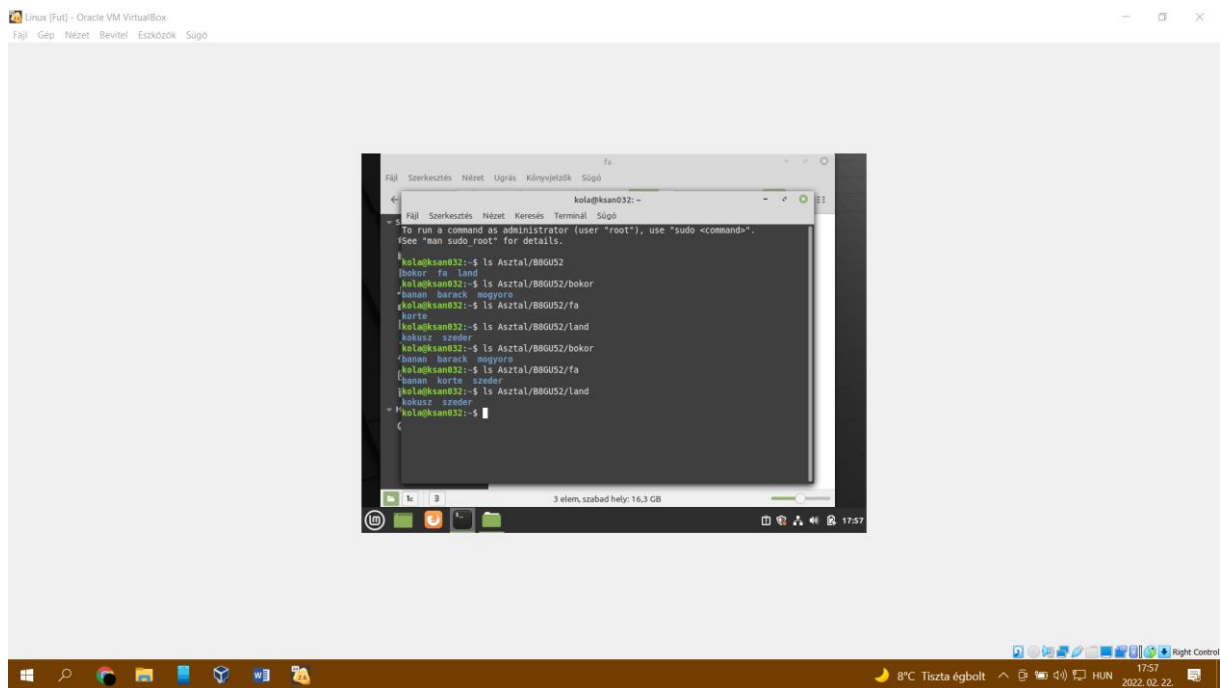 Linux [Fut] - Oracle VM VirtualBox
Fájl Gép Nézet Bevitel Eszközök Súgó
fa
Fájl Szerkesztés Nézet Ugrás Könyvjelzők Súgó
kola@ksan032: ~
Fájl Szerkesztés Nézet Keresés Terminál Súgó
To run a command as administrator (user "root"), use "sudo <command>".
See "man sudo_root" for details.
kola@ksan032:~$ ls Asztal/B8GU52
bokor fa land
kola@ksan032:~$ ls Asztal/B8GU52/bokor
banan barack mogyoro
kola@ksan032:~$ ls Asztal/B8GU52/fa
korte
kola@ksan032:~$ ls Asztal/B8GU52/land
kokusz szeder
kola@ksan032:~$ ls Asztal/B8GU52/bokor
banan barack mogyoro
kola@ksan032:~$ ls Asztal/B8GU52/fa
banan korte szeder
kola@ksan032:~$ ls Asztal/B8GU52/land
kokusz szeder
kola@ksan032:~$
3 elem, szabad hely: 16,3 GB
17:57
Right Control
8°C Tiszta égbolt
HUN
17:57
2022. 02. 22.